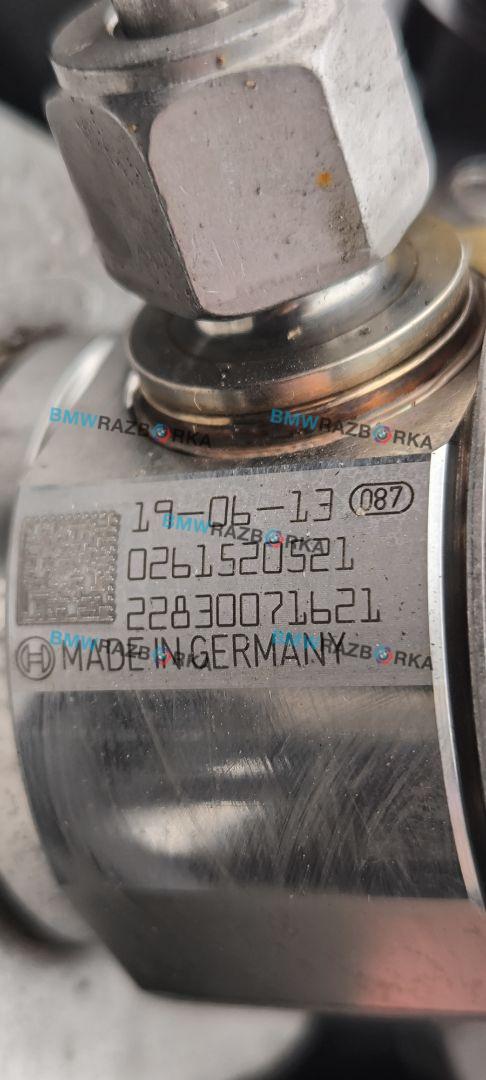 BMWRAZBORKA
BMWRAZBORKA
19-06-13 087
BMWRAZBORKA
0261520521
22830071621
BMWRAZBORKA
BMWRAZBORKA
MADE IN GERMANY